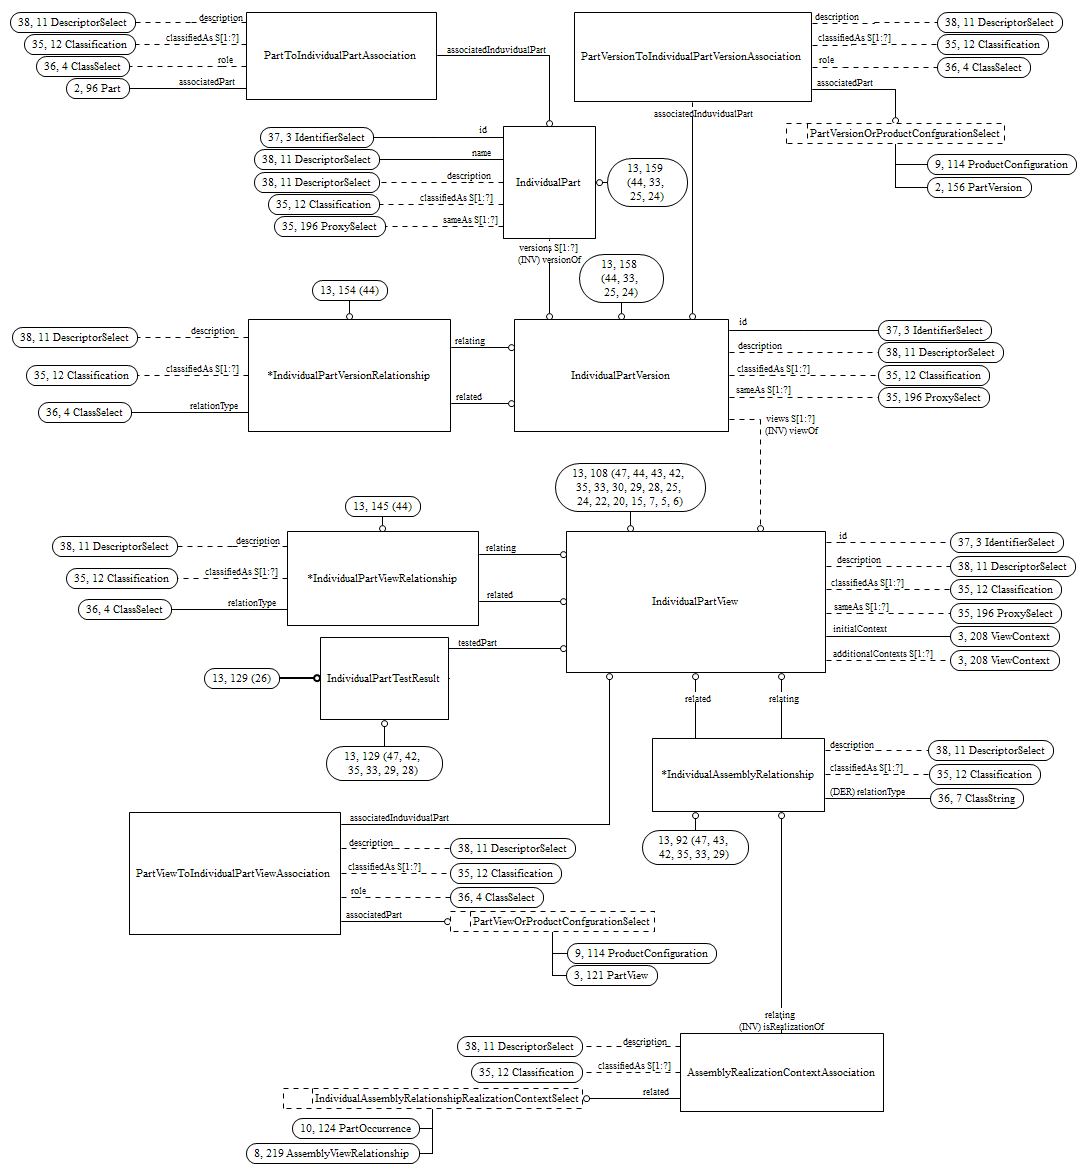 38, 11 DescriptorSelect
description
35, 12 Classification
classifiedAs S[1:?]
36, 4 ClassSelect
role
2, 96 Part
associatedPart
PartToIndividualPartAssociation
associatedInduvidualPart
PartVersionToIndividualPartVersionAssociation
description
38, 11 DescriptorSelect
classifiedAs S[1:?]
35, 12 Classification
role
36, 4 ClassSelect
associatedPart
associatedInduvidualPart
PartVersionOrProductConfgurationSelect
9, 114 ProductConfiguration
2, 156 PartVersion
37, 3 IdentifierSelect
id
38, 11 DescriptorSelect
name
38, 11 DescriptorSelect
description
35, 12 Classification
classifiedAs S[1:?]
35, 196 ProxySelect
sameAs S[1:?]
IndividualPart
13, 159
(44, 33,
25, 24)
versions S[1:?]
(INV) versionOf
13, 158
(44, 33,
25, 24)
13, 154 (44)
38, 11 DescriptorSelect
description
35, 12 Classification
classifiedAs S[1:?]
36, 4 ClassSelect
relationType
*IndividualPartVersionRelationship
relating
related
IndividualPartVersion
id
37, 3 IdentifierSelect
description
38, 11 DescriptorSelect
classifiedAs S[1:?]
35, 12 Classification
sameAs S[1:?]
35, 196 ProxySelect
views S[1:?]
(INV) viewOf
13, 108 (47, 44, 43, 42,
35, 33, 30, 29, 28, 25,
24, 22, 20, 15, 7, 5, 6)
13, 145 (44)
38, 11 DescriptorSelect
description
35, 12 Classification
classifiedAs S[1:?]
36, 4 ClassSelect
relationType
*IndividualPartViewRelationship
relating
related
IndividualPartView
id
37, 3 IdentifierSelect
description
38, 11 DescriptorSelect
classifiedAs S[1:?]
35, 12 Classification
sameAs S[1:?]
35, 196 ProxySelect
initialContext
3, 208 ViewContext
additionalContexts S[1:?]
3, 208 ViewContext
testedPart
13, 129 (26)
IndividualPartTestResult
13, 129 (47, 42,
35, 33, 29, 28)
related
relating
*IndividualAssemblyRelationship
description
38, 11 DescriptorSelect
classifiedAs S[1:?]
35, 12 Classification
(DER) relationType
36, 7 ClassString
13, 92 (47, 43,
42, 35, 33, 29)
PartViewToIndividualPartViewAssociation
associatedInduvidualPart
description
38, 11 DescriptorSelect
classifiedAs S[1:?]
35, 12 Classification
role
36, 4 ClassSelect
associatedPart
PartViewOrProductConfgurationSelect
9, 114 ProductConfiguration
3, 121 PartView
relating
(INV) isRealizationOf
38, 11 DescriptorSelect
description
35, 12 Classification
classifiedAs S[1:?]
related
AssemblyRealizationContextAssociation
IndividualAssemblyRelationshipRealizationContextSelect
10, 124 PartOccurrence
8, 219 AssemblyViewRelationship